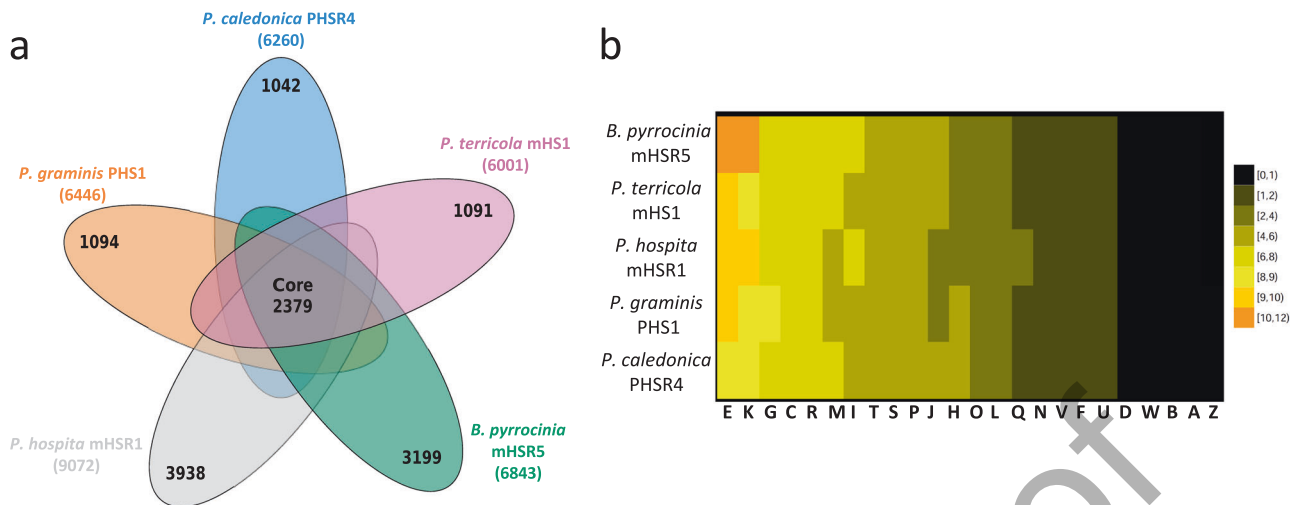 a
P. caledonica PHSR4
(6260)
1042
P. terricola mHS1
(6001)
1091
P. graminis PHS1
(6446)
1094
Core
2379
P. hospita mHSR1
(9072)
3938
B. pyrrocinia
mHSR5
(6843)
3199
b
B. pyrrocinia
mHSR5
P. terricola
mHS1
P. hospita
mHSR1
P. graminis
PHS1
P. caledonica
PHSR4
E K G C R M I T S P J H O L Q N V F U D W B A Z
[0,1)
[1,2)
[2,4)
[4,6)
[6,8)
[8,9)
[9,10)
[10,12)
of